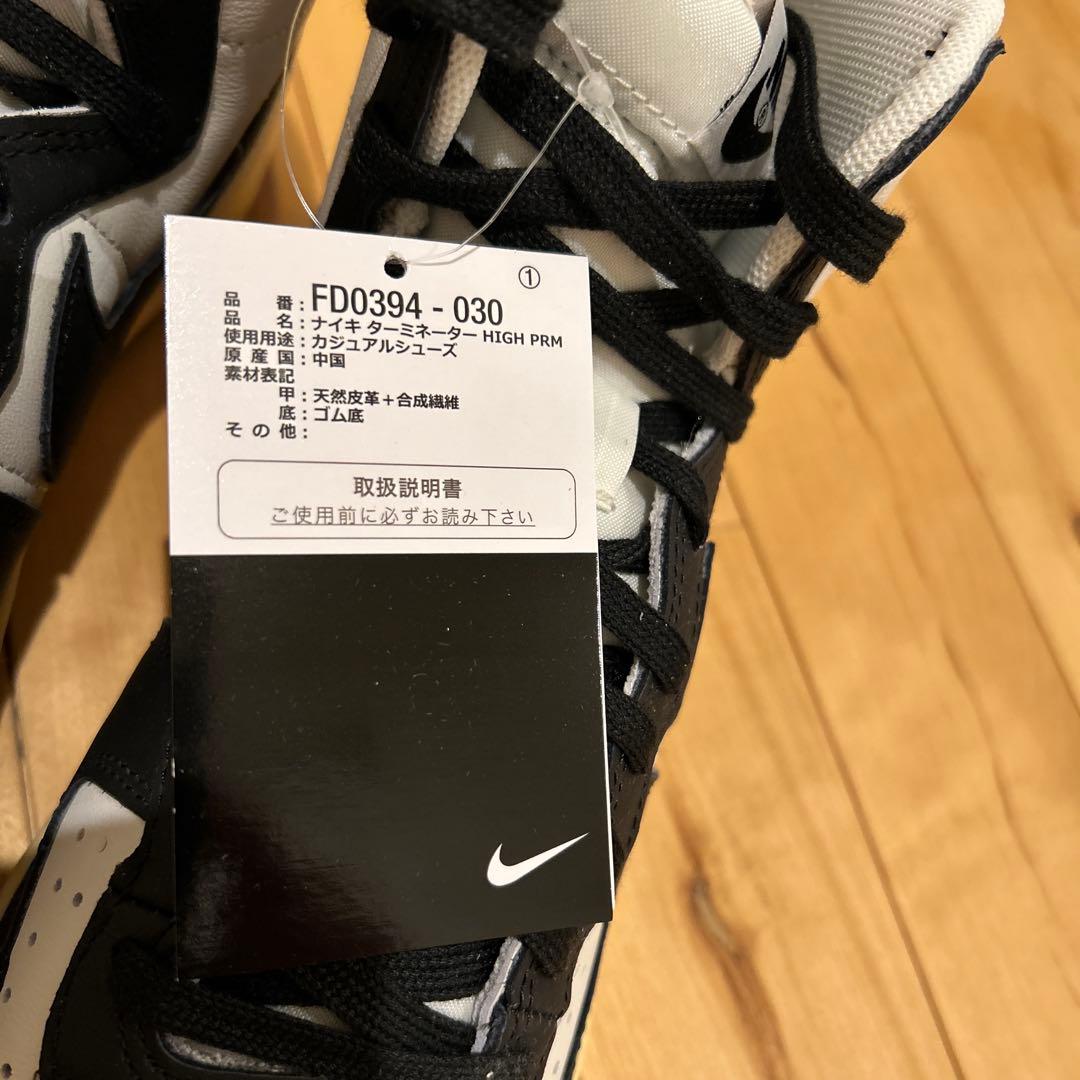 ①
品 番：FD0394 - 030
品 名：ナイキ ターミネーター HIGH PRM
使用用途：カジュアルシューズ
原 産 国：中国
素材表記
甲：天然皮革＋合成繊維
底：ゴム底
そ の 他：
取扱説明書
ご使用前に必ずお読み下さい